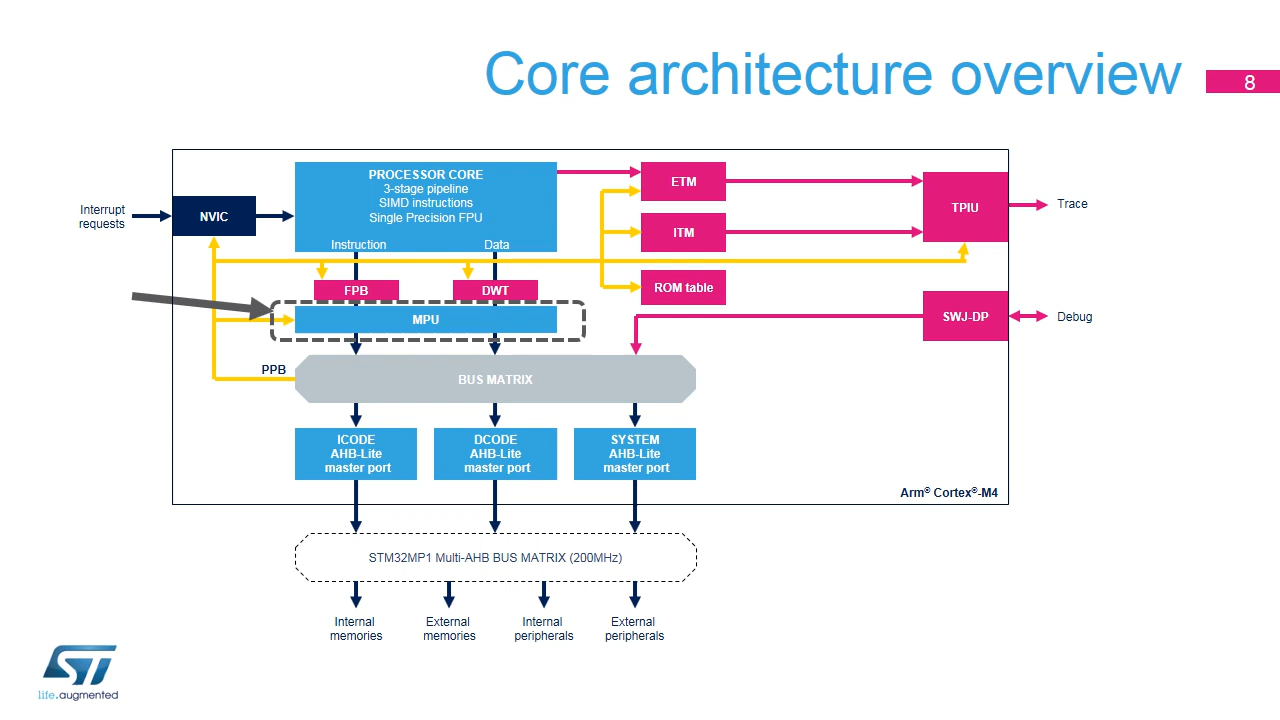 Core architecture overview
8
PROCESSOR CORE
3-stage pipeline
SIMD instructions
Single Precision FPU
Instruction
Data
Interrupt
requests
NVIC
ETM
ITM
ROM table
TPIU
Trace
FPB
DWT
MPU
SWJ-DP
Debug
PPB
BUS MATRIX
ICODE
AHB-Lite
master port
DCODE
AHB-Lite
master port
SYSTEM
AHB-Lite
master port
Arm® Cortex®-M4
STM32MP1 Multi-AHB BUS MATRIX (200MHz)
Internal
memories
External
memories
Internal
peripherals
External
peripherals
ST
life.augmented